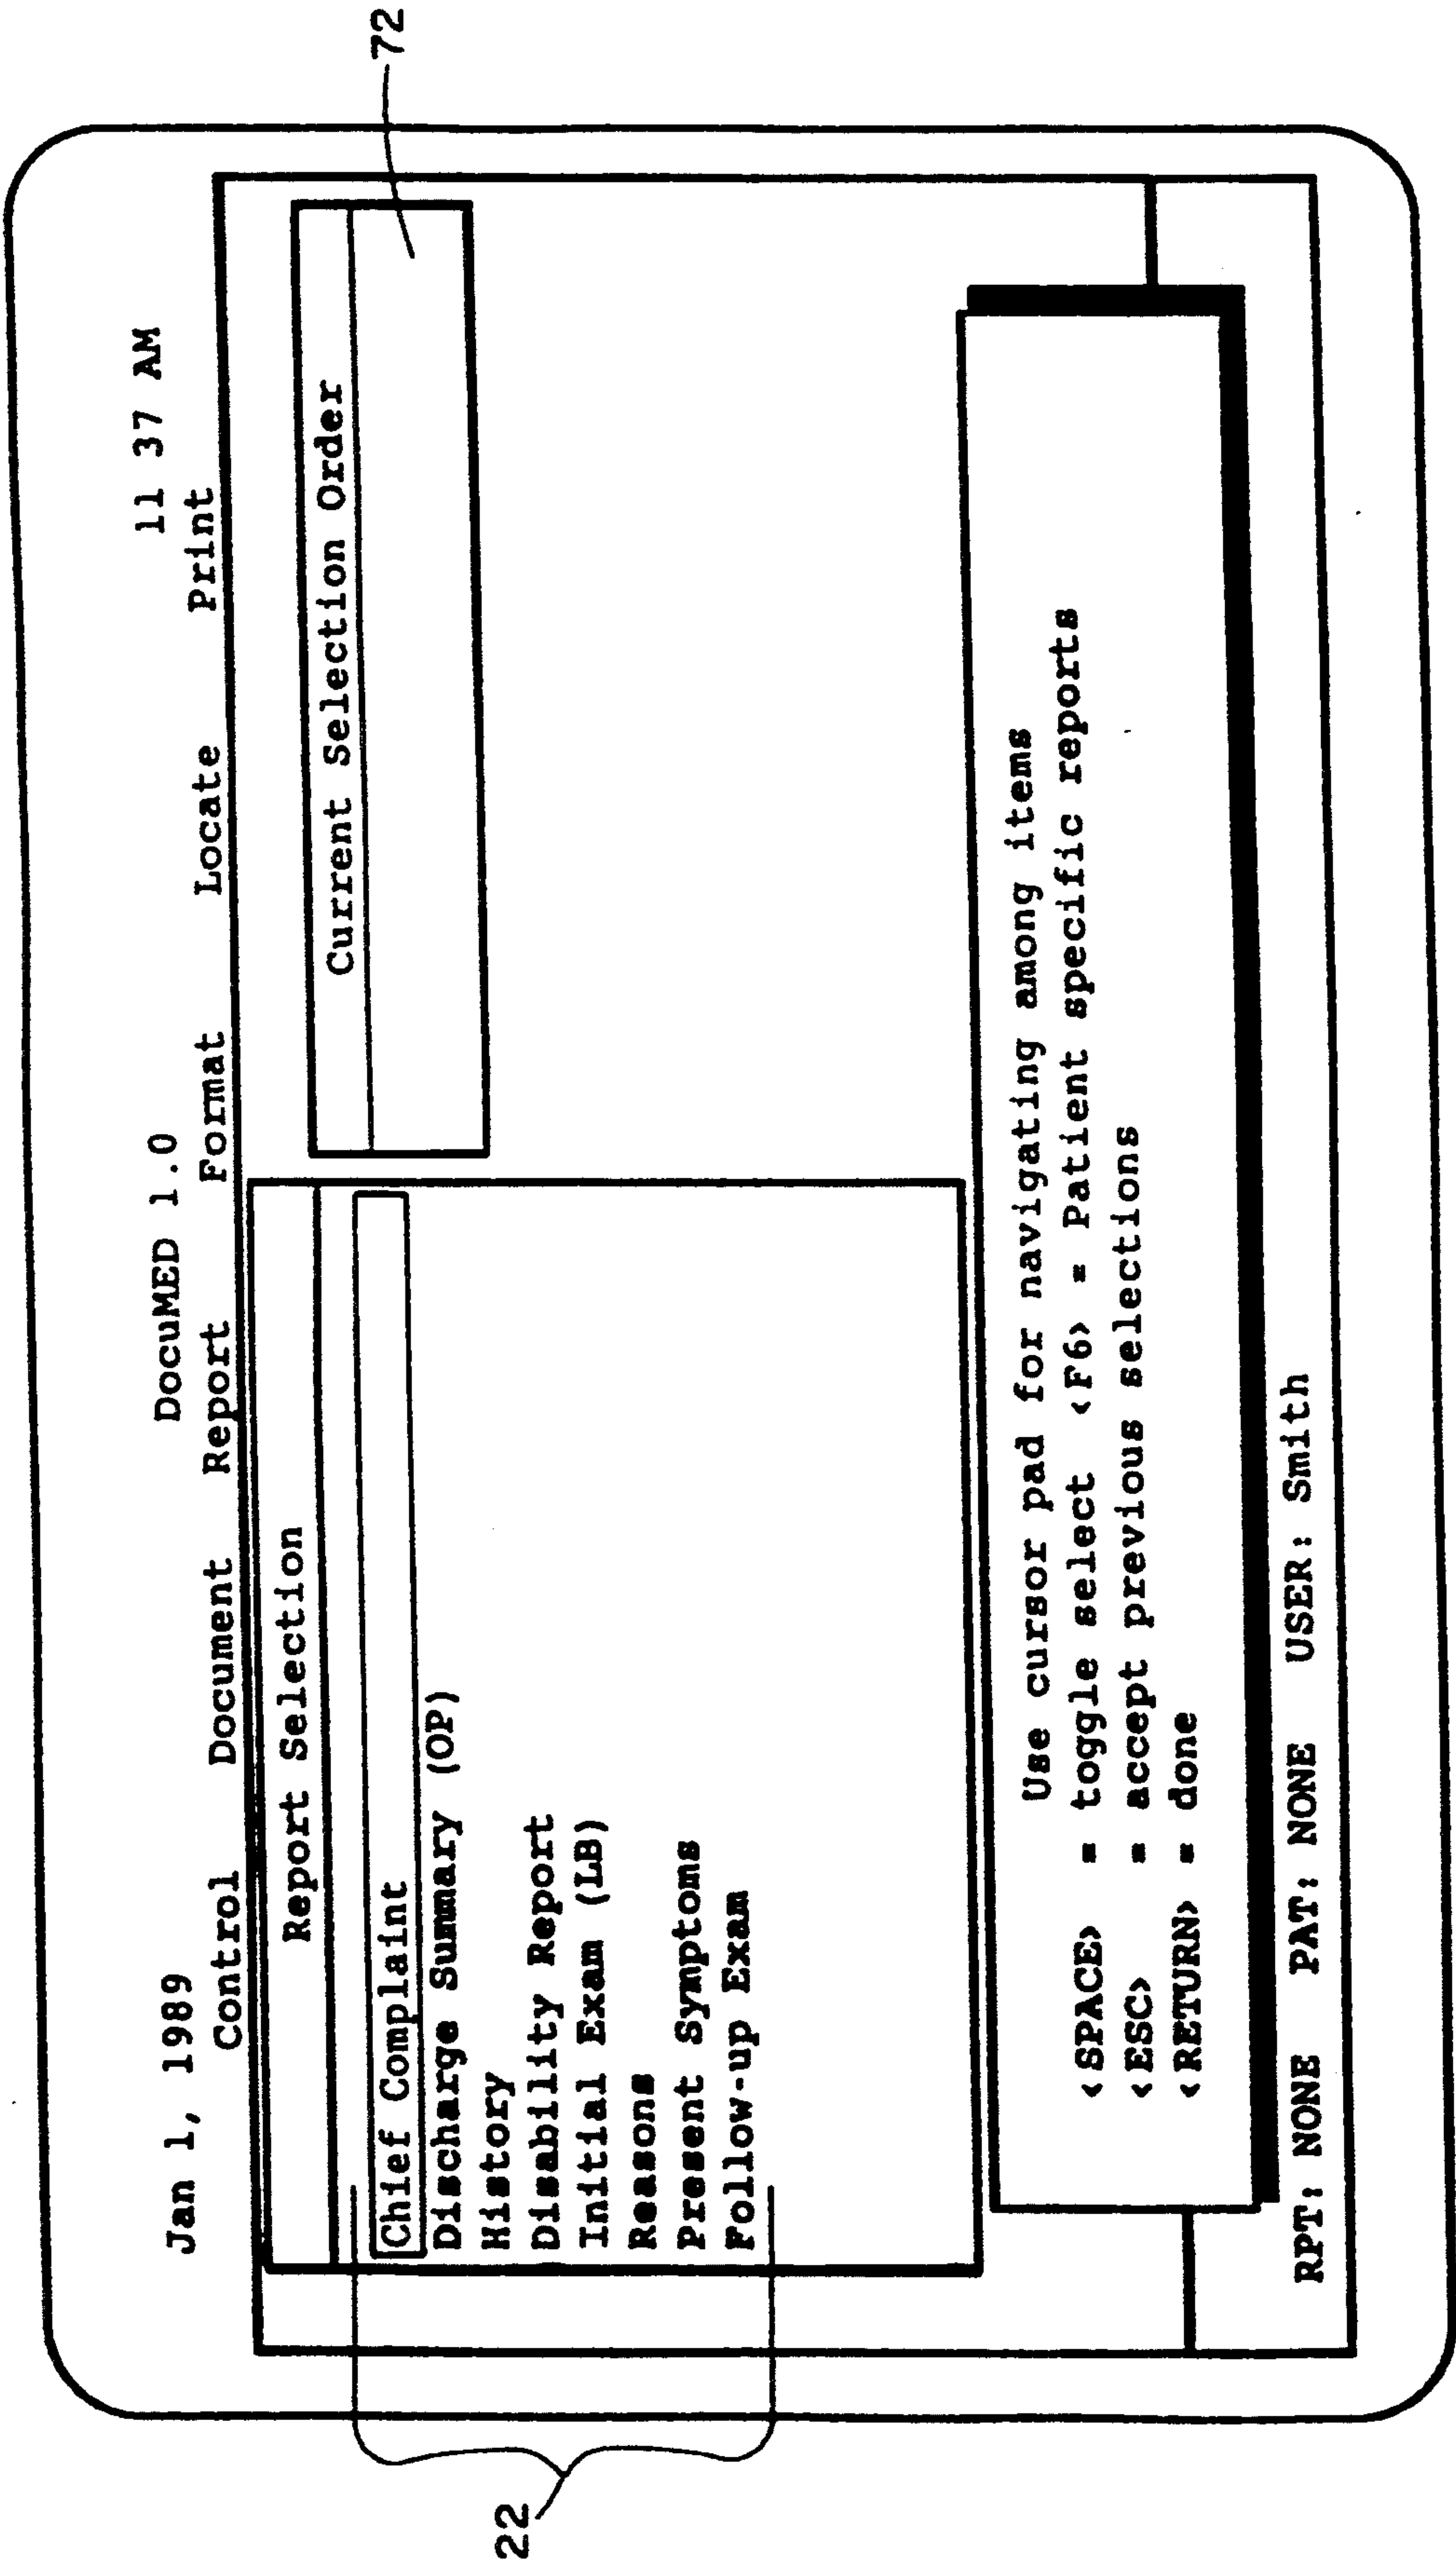 Jan 1, 1989 DocuMED 1.0 11 37 AM
Control Document Report Format Locate Print
Report Selection
Current Selection Order
72
Chief Complaint
Discharge Summary (OP)
History
Disability Report
Initial Exam (LB)
Reasons
Present Symptoms
Follow-up Exam
22
Use cursor pad for navigating among items
<SPACE> = toggle select <F6> = Patient specific reports
<ESC> = accept previous selections
<RETURN> = done
RPT: NONE PAT: NONE USER: Smith